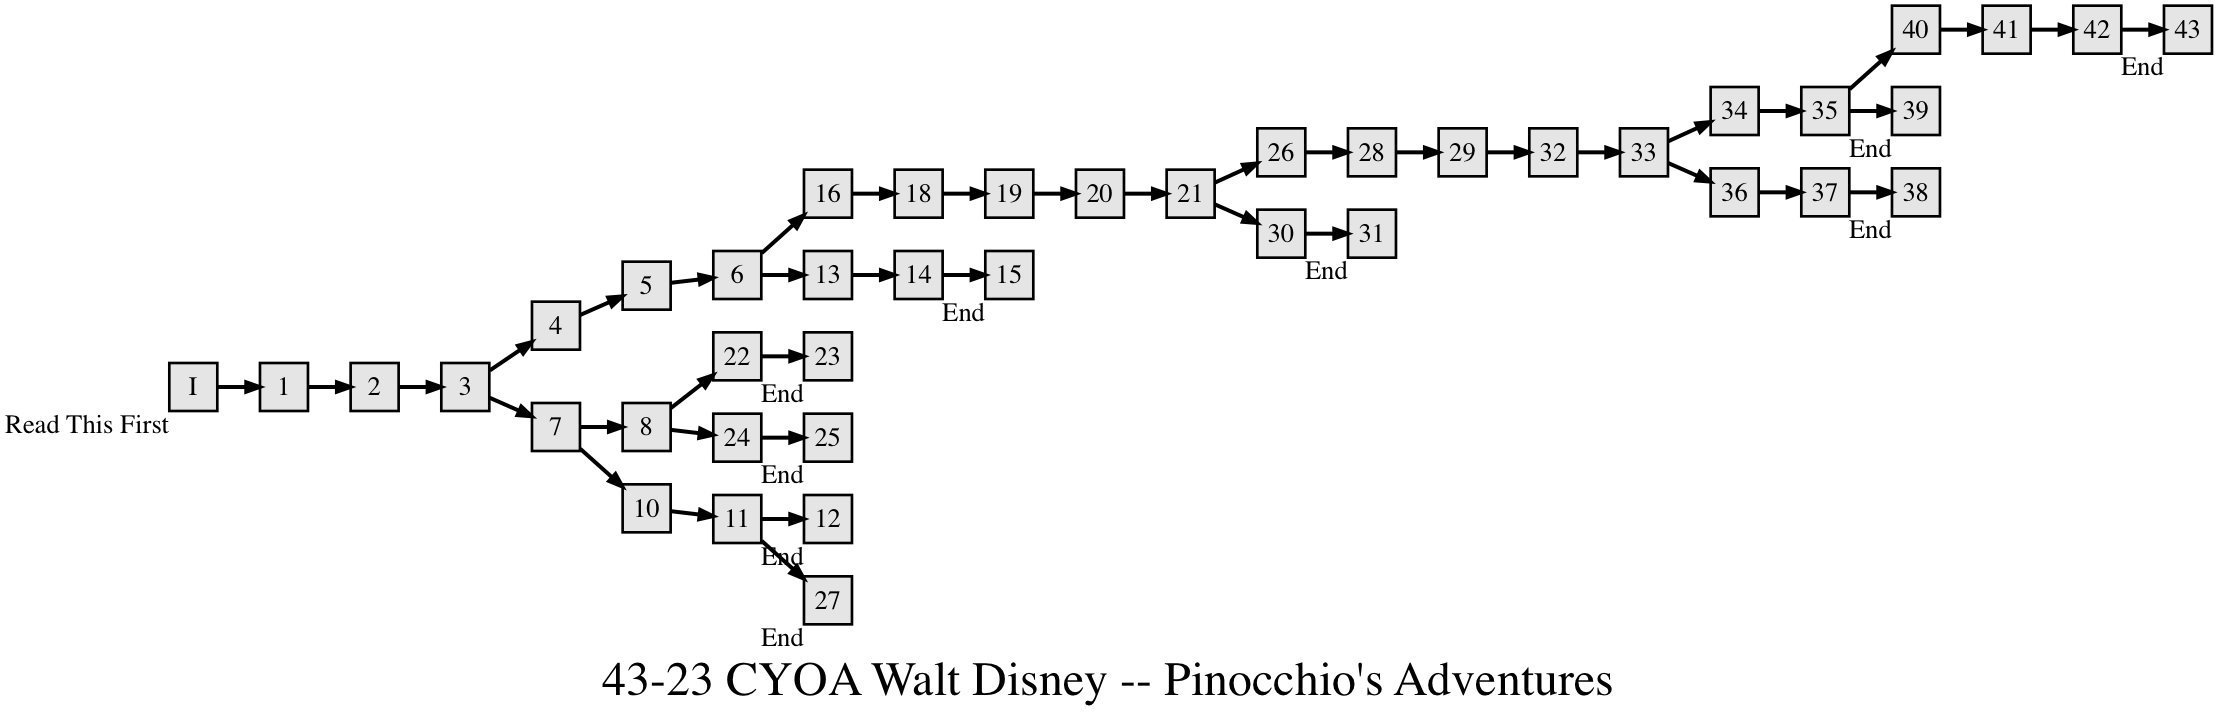 40 41 42 43
End
34 35 39
End
26 28 29 32 33
16 18 19 20 21
36 37 38
End
30 31
End
6 13 14 15
End
5
4
22 23
End
I 1 2 3
Read This First
7 8 24 25
End
10 11 12
End
27
End
43-23 CYOA Walt Disney -- Pinocchio's Adventures